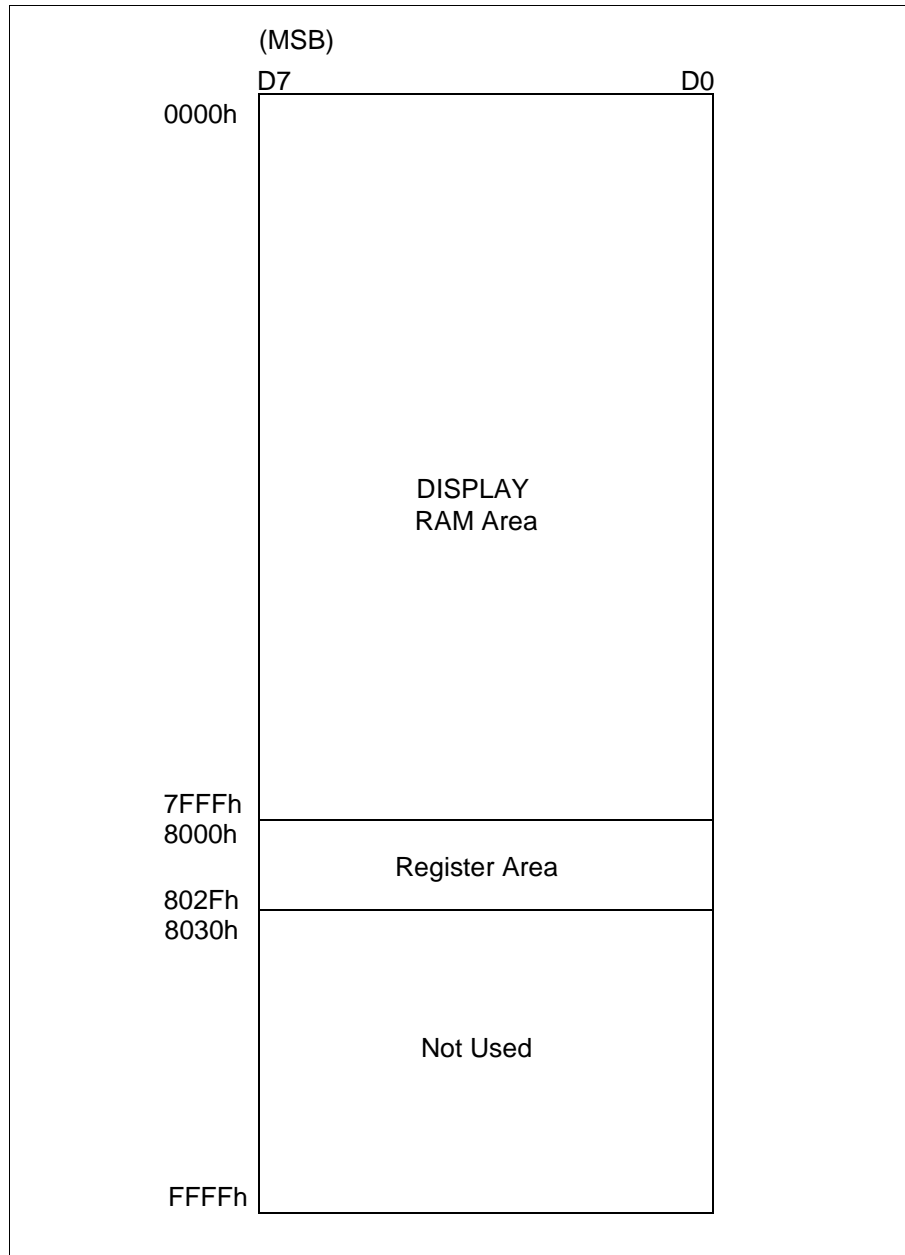 (MSB)
D7 D0
0000h
DISPLAY
RAM Area
7FFFh
8000h
Register Area
802Fh
8030h
Not Used
FFFFh